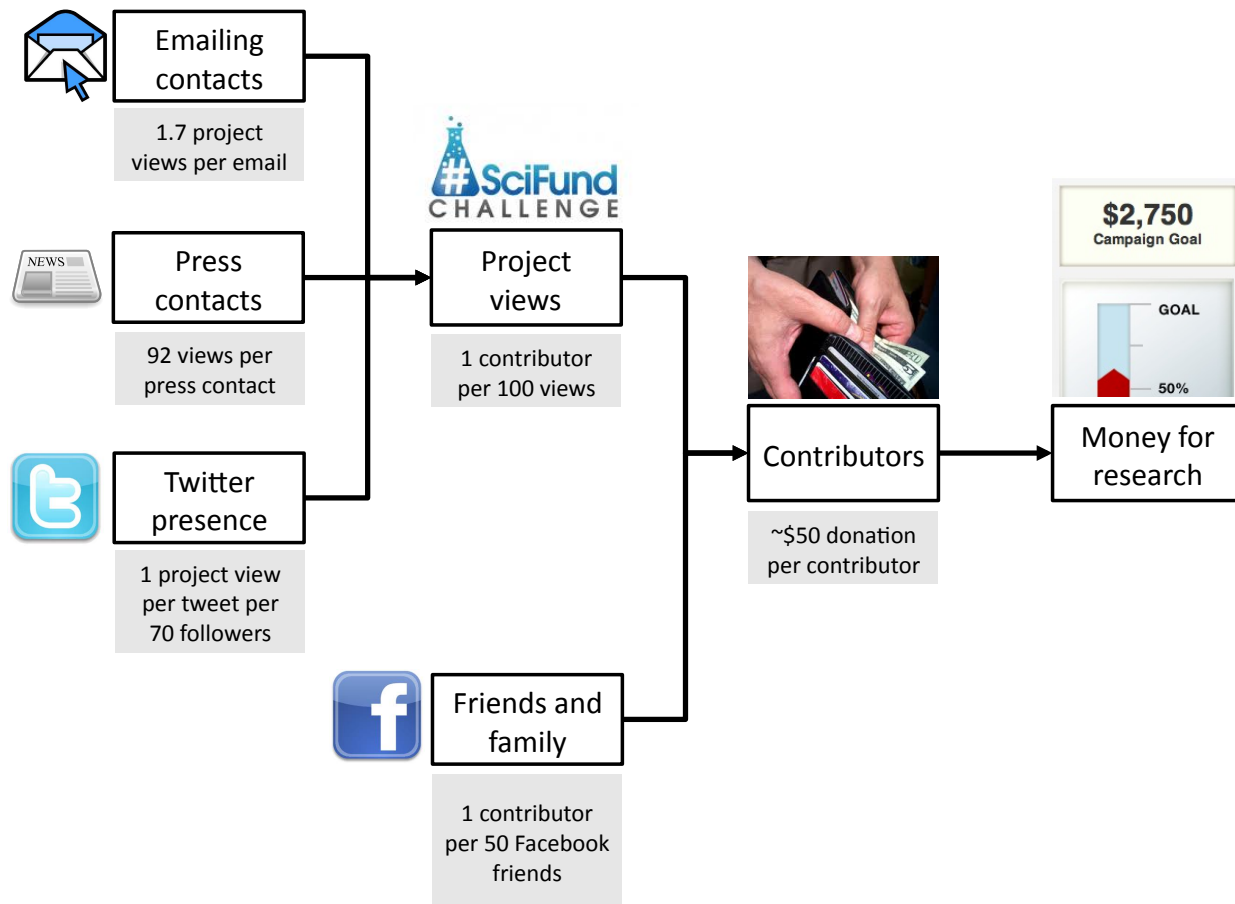 Emailing
contacts
1.7 project
views per email
NEWS
Press
contacts
92 views per
press contact
Twitter
presence
1 project view
per tweet per
70 followers
#SciFund
CHALLENGE
Project
views
1 contributor
per 100 views
Friends and
family
1 contributor
per 50 Facebook
friends
Contributors
~$50 donation
per contributor
$2,750
Campaign Goal
GOAL
50%
Money for
research